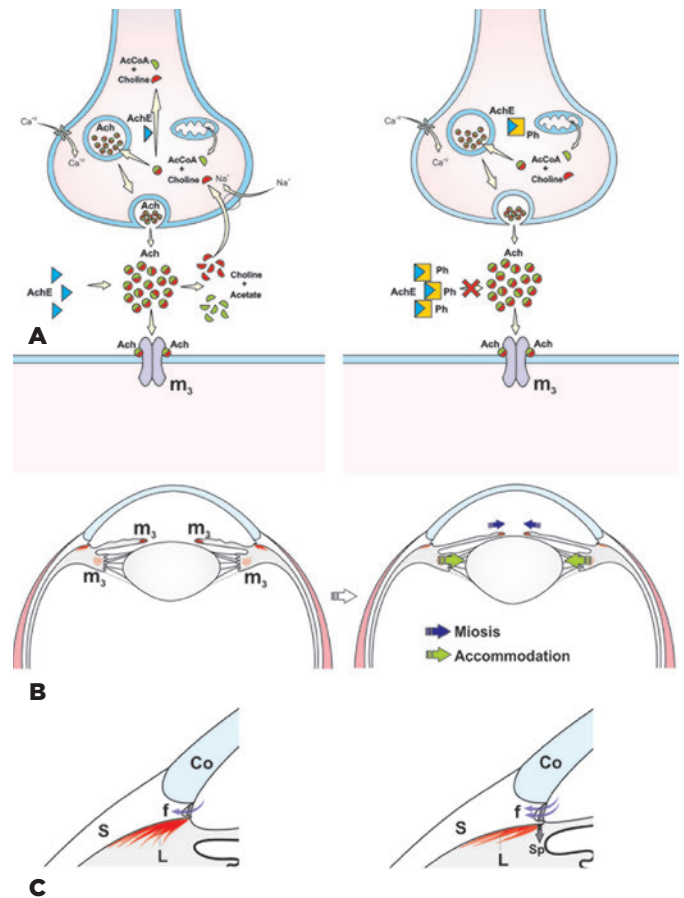 AcCoA
+
Choline
AchE
Ach
Ca⁺²
Ca⁺²
AcCoA
+
Choline
Na⁺
Na⁺
Ach
Ach
AchE
Choline
+
Acetate
A
Ach
Ach
m₃
AchE
Ph
Ach
Ca⁺²
Ca⁺²
AcCoA
+
Choline
Ach
Ph
AchE
Ph
Ph
Ach
Ach
m₃
m₃
m₃
m₃
m₃
Miosis
Accommodation
B
Co
f
S
L
Co
f
S
L
Sp
C